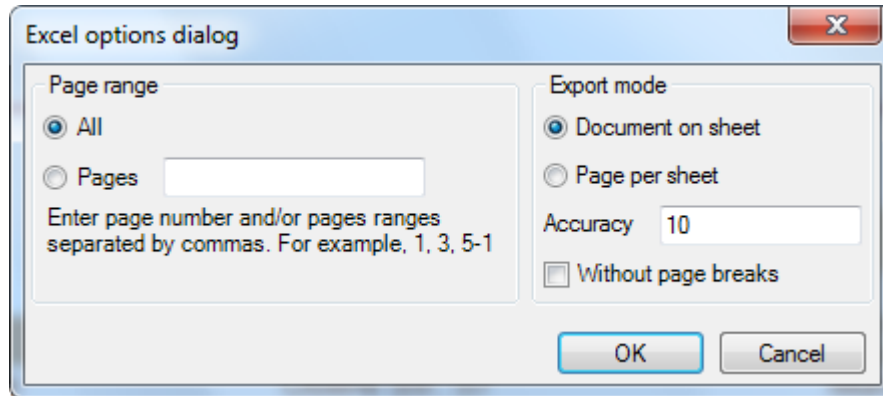 Excel options dialog
Page range
All
Pages
Enter page number and/or pages ranges
separated by commas. For example, 1, 3, 5-1
Export mode
Document on sheet
Page per sheet
Accuracy 10
Without page breaks
OK
Cancel